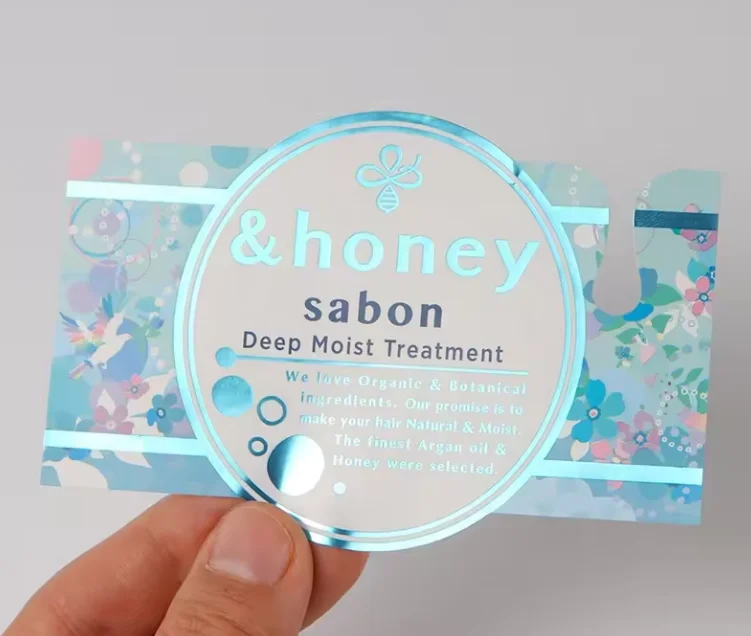 &honey
sabon
Deep Moist Treatment
We love Organic & Botanical
ingredients. Our promise is to
make your hair Natural & Moist.
The finest Argan oil &
Honey were selected.